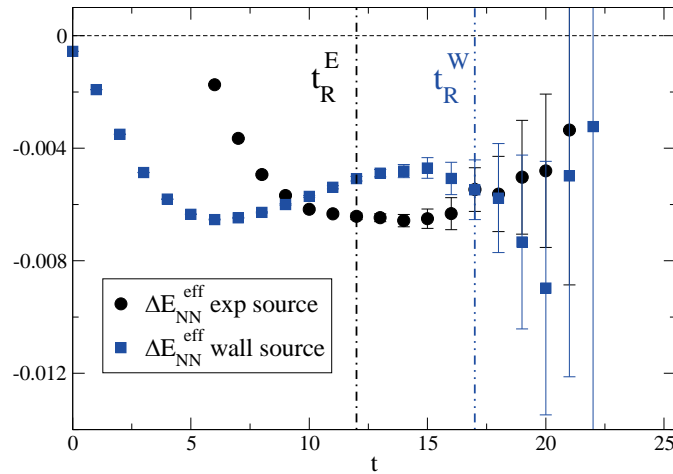 0
-0.004
-0.008
-0.012
t_R^E
t_R^W
ΔE_NN^eff exp source
ΔE_NN^eff wall source
0 5 10 15 20 25
t